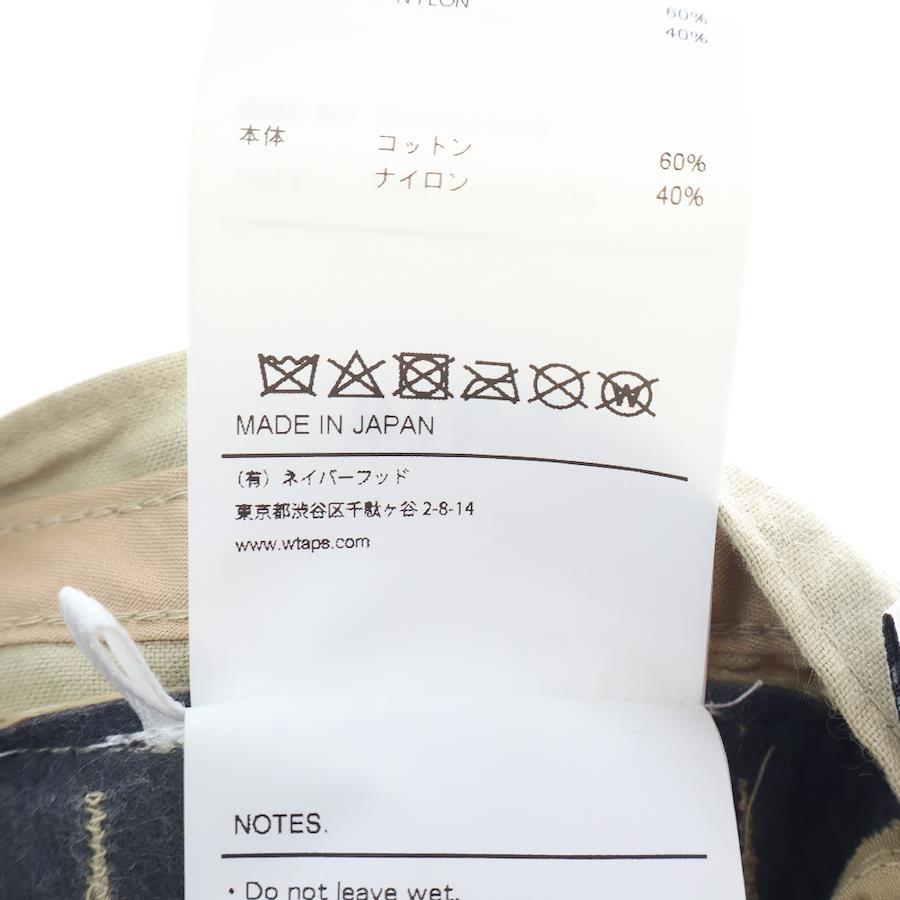 NYLON 60%
40%
本体 コットン 60%
ナイロン 40%
W
MADE IN JAPAN
(有) ネイバーフッド
東京都渋谷区千駄ヶ谷 2-8-14
www.wtaps.com
NOTES.
・Do not leave wet.